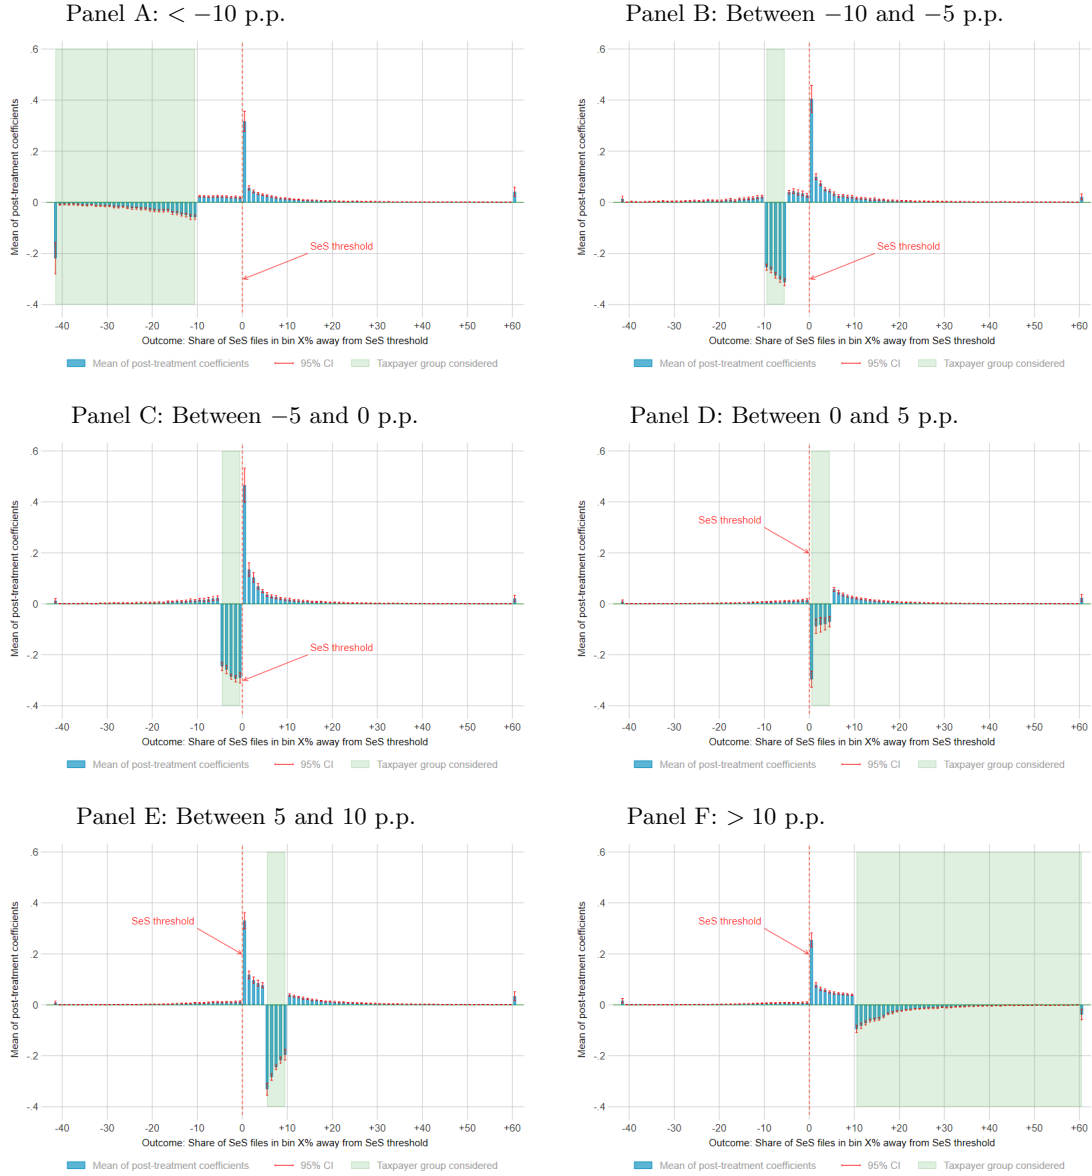 Panel A: < −10 p.p.
Mean of post-treatment coefficients
.6
.4
.2
0
-.2
-.4
SeS threshold
-40 -30 -20 -10 0 +10 +20 +30 +40 +50 +60
Outcome: Share of SeS files in bin X% away from SeS threshold
Mean of post-treatment coefficients 95% CI Taxpayer group considered
Panel B: Between −10 and −5 p.p.
Mean of post-treatment coefficients
.6
.4
.2
0
-.2
-.4
SeS threshold
-40 -30 -20 -10 0 +10 +20 +30 +40 +50 +60
Outcome: Share of SeS files in bin X% away from SeS threshold
Mean of post-treatment coefficients 95% CI Taxpayer group considered
Panel C: Between −5 and 0 p.p.
Mean of post-treatment coefficients
.6
.4
.2
0
-.2
-.4
SeS threshold
-40 -30 -20 -10 0 +10 +20 +30 +40 +50 +60
Outcome: Share of SeS files in bin X% away from SeS threshold
Mean of post-treatment coefficients 95% CI Taxpayer group considered
Panel D: Between 0 and 5 p.p.
Mean of post-treatment coefficients
.6
.4
.2
0
-.2
-.4
SeS threshold
-40 -30 -20 -10 0 +10 +20 +30 +40 +50 +60
Outcome: Share of SeS files in bin X% away from SeS threshold
Mean of post-treatment coefficients 95% CI Taxpayer group considered
Panel E: Between 5 and 10 p.p.
Mean of post-treatment coefficients
.6
.4
.2
0
-.2
-.4
SeS threshold
-40 -30 -20 -10 0 +10 +20 +30 +40 +50 +60
Outcome: Share of SeS files in bin X% away from SeS threshold
Mean of post-treatment coefficients 95% CI Taxpayer group considered
Panel F: > 10 p.p.
Mean of post-treatment coefficients
.6
.4
.2
0
-.2
-.4
SeS threshold
-40 -30 -20 -10 0 +10 +20 +30 +40 +50 +60
Outcome: Share of SeS files in bin X% away from SeS threshold
Mean of post-treatment coefficients 95% CI Taxpayer group considered